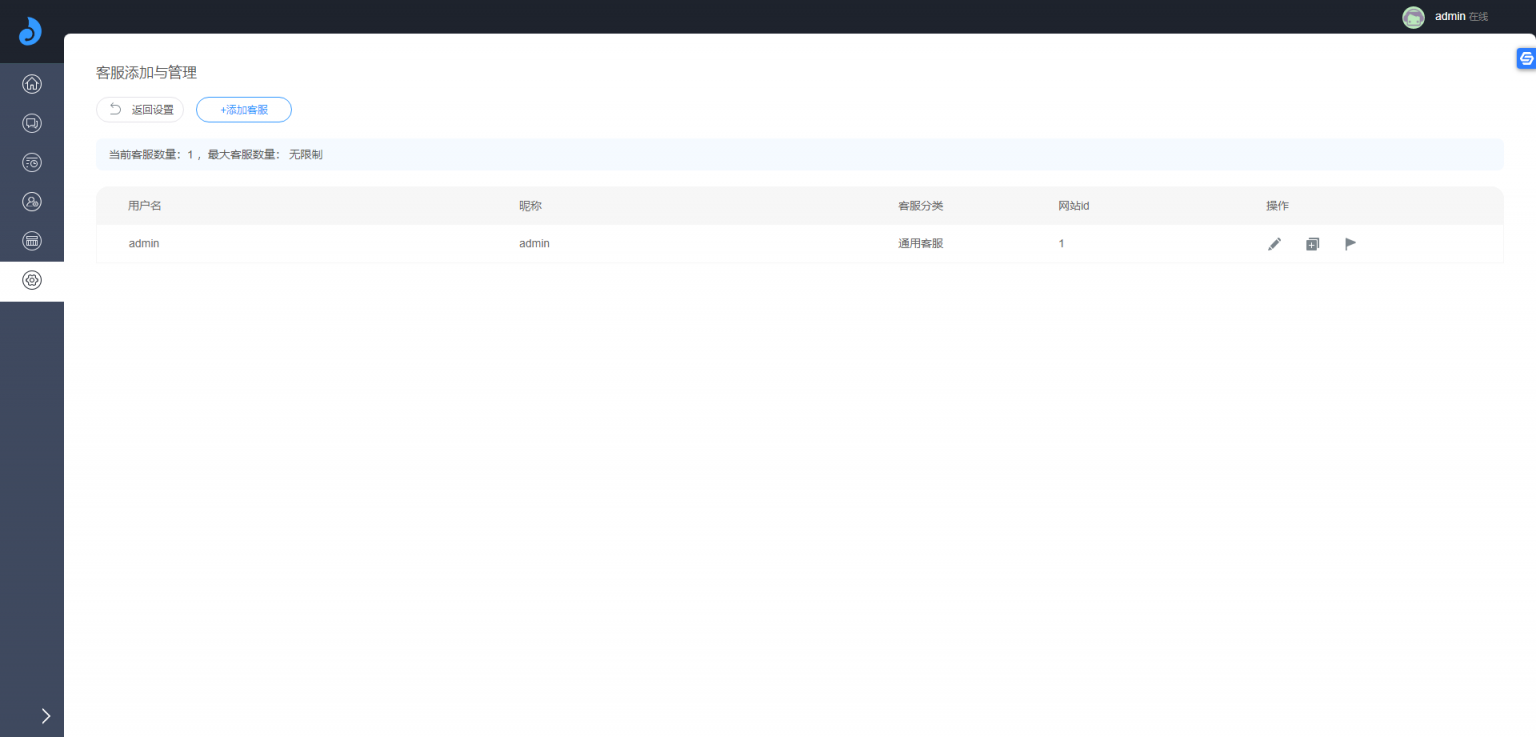 admin 在线
客服添加与管理
返回设置 +添加客服
当前客服数量：1 ，最大客服数量： 无限制
用户名 昵称 客服分类 网站id 操作
admin admin 通用客服 1